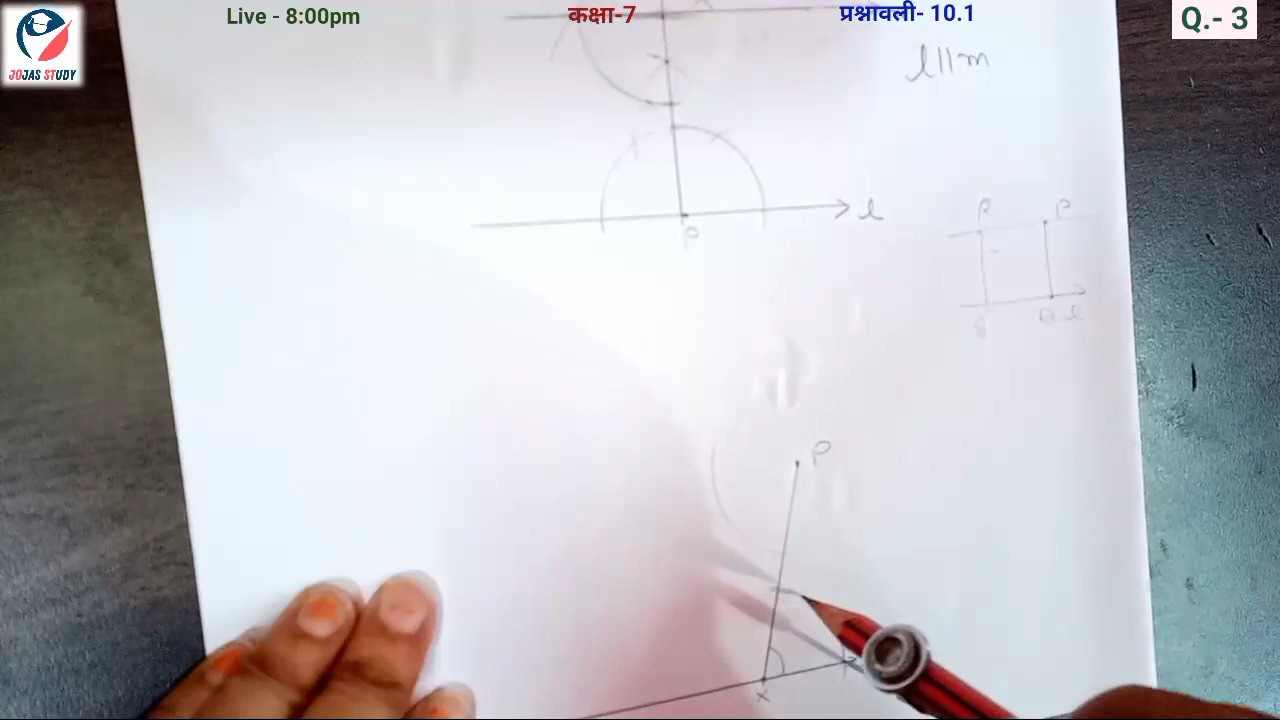 Live - 8:00pm
कक्षा-7
प्रश्नावली- 10.1
Q.- 3
JOJAS STUDY
l||m
l
P
R P
Q l
P
X